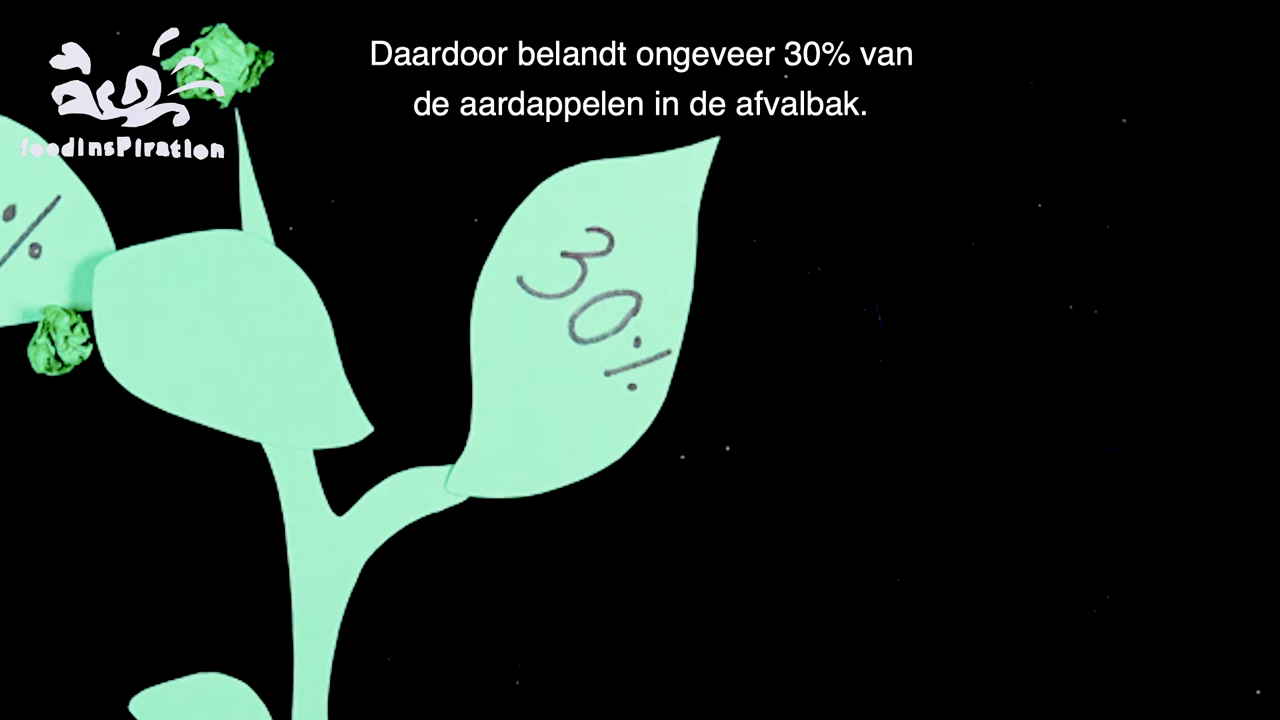 Daardoor belandt ongeveer 30% van
de aardappelen in de afvalbak.
foodinspiration
%
30%